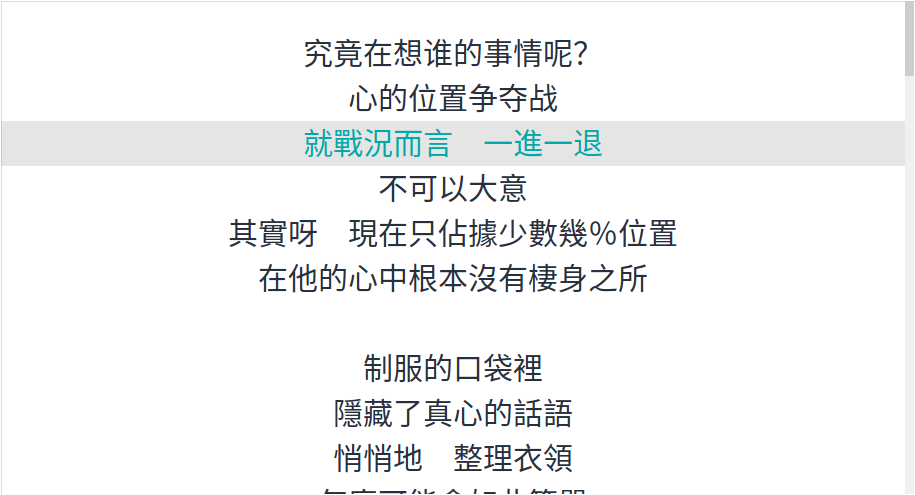 究竟在想谁的事情呢？
心的位置争夺战
就戰況而言　一進一退
不可以大意
其實呀　現在只佔據少數幾％位置
在他的心中根本沒有棲身之所
制服的口袋裡
隱藏了真心的話語
悄悄地　整理衣領